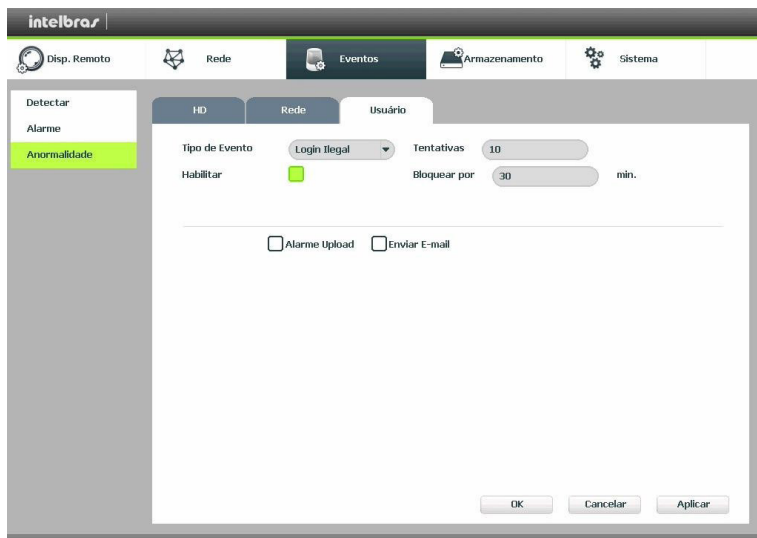 intelbras
Disp. Remoto
Rede
Eventos
Armazenamento
Sistema
Detectar
Alarme
Anormalidade
HD
Rede
Usuário
Tipo de Evento
Login Ilegal
Tentativas
10
Habilitar
Bloquear por
30
min.
Alarme Upload
Enviar E-mail
OK
Cancelar
Aplicar